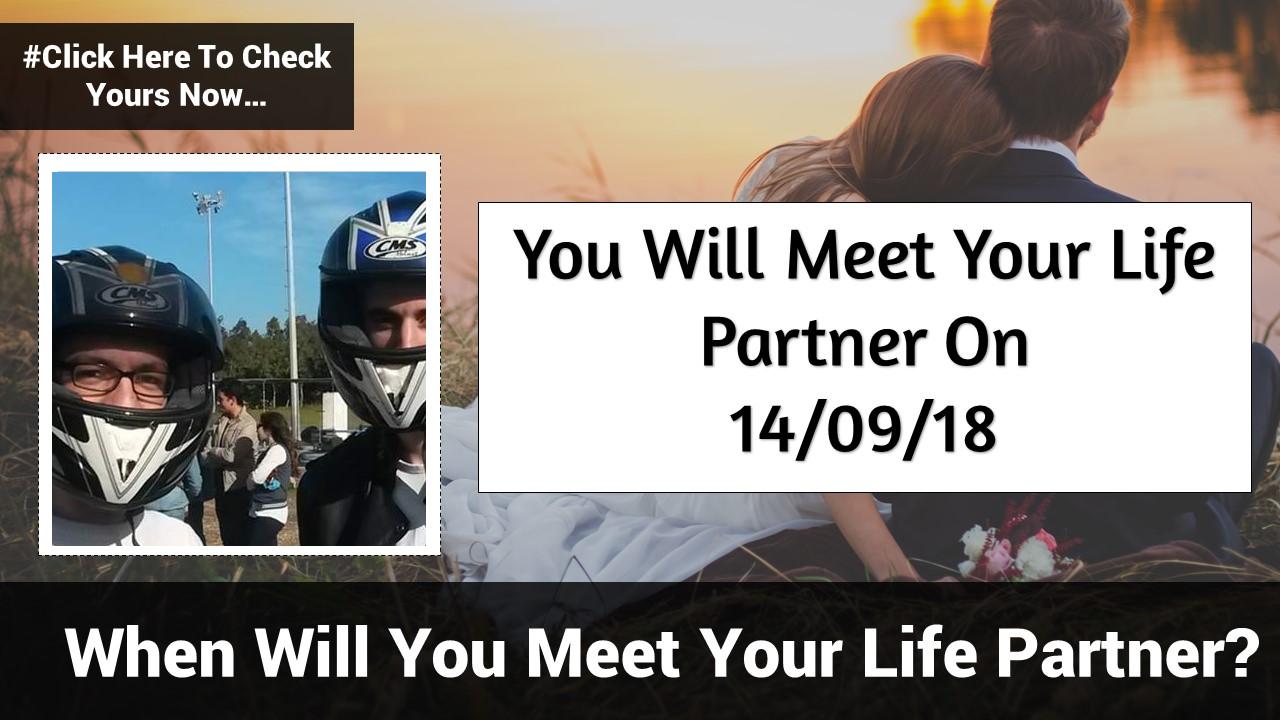 #Click Here To Check
Yours Now...
CMS
CMS
You Will Meet Your Life
Partner On
14/09/18
When Will You Meet Your Life Partner?